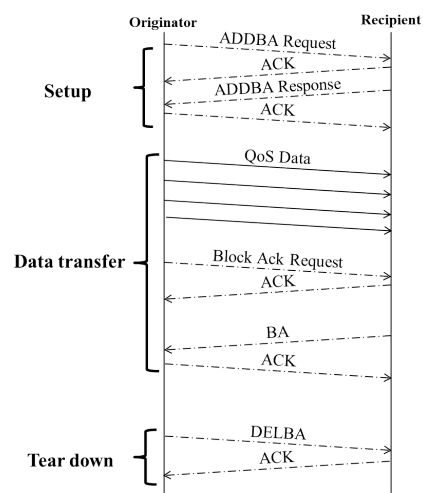 Originator
Recipient
ADDBA Request
ACK
ADDBA Response
ACK
Setup
QoS Data
Block Ack Request
ACK
BA
ACK
Data transfer
DELBA
ACK
Tear down